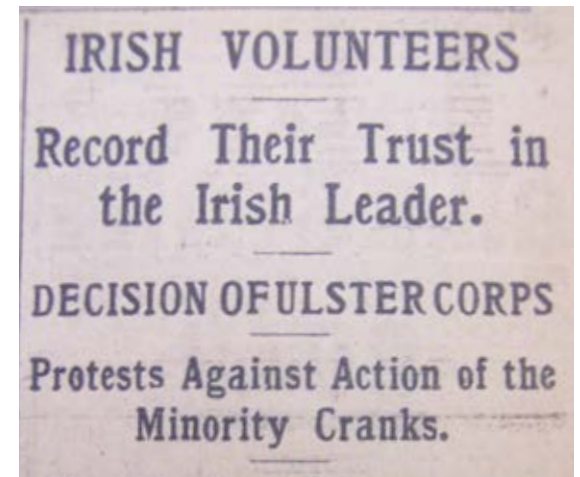 IRISH VOLUNTEERS
Record Their Trust in
the Irish Leader.
DECISION OF ULSTER CORPS
Protests Against Action of the
Minority Cranks.